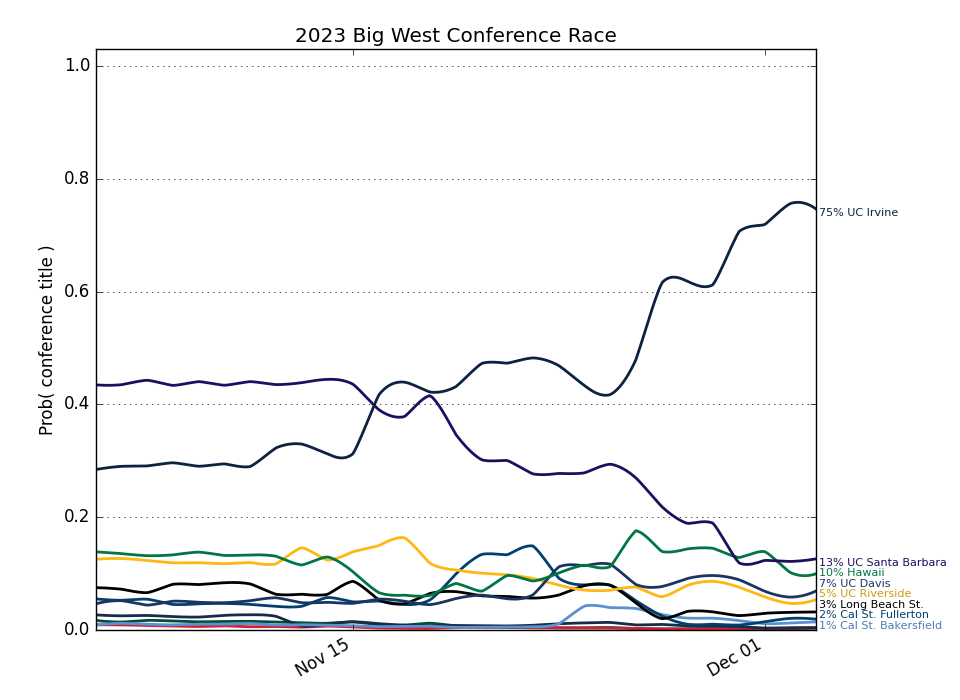 2023 Big West Conference Race
Prob( conference title )
1.0
0.8
0.6
0.4
0.2
0.0
Nov 15
Dec 01
75% UC Irvine
13% UC Santa Barbara
10% Hawaii
7% UC Davis
5% UC Riverside
3% Long Beach St.
2% Cal St. Fullerton
1% Cal St. Bakersfield